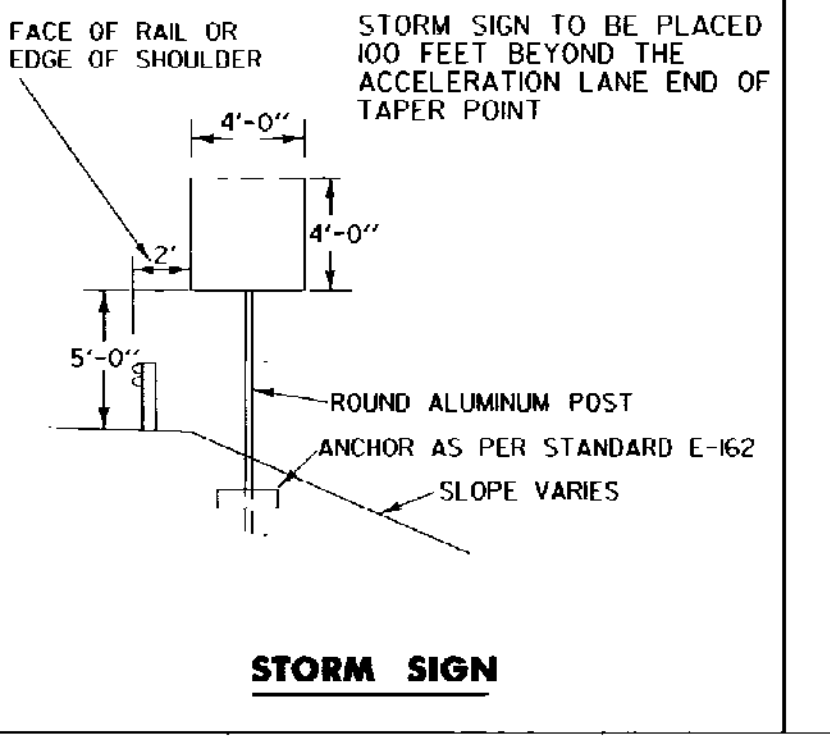 FACE OF RAIL OR
EDGE OF SHOULDER
STORM SIGN TO BE PLACED
100 FEET BEYOND THE
ACCELERATION LANE END OF
TAPER POINT
4'-0"
4'-0"
2'
5'-0"
ROUND ALUMINUM POST
ANCHOR AS PER STANDARD E-162
SLOPE VARIES
STORM SIGN